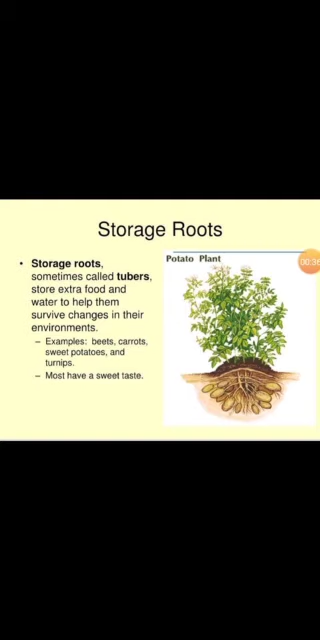 Storage Roots
• Storage roots,
sometimes called tubers,
store extra food and
water to help them
survive changes in their
environments.
– Examples: beets, carrots,
sweet potatoes, and
turnips.
– Most have a sweet taste.
Potato Plant
00:36